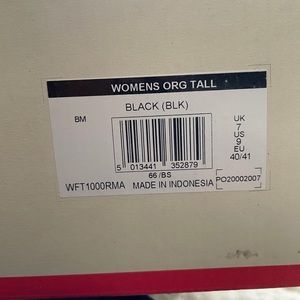 WOMENS ORG TALL
BLACK (BLK)
BM
UK
7
US
9
EU
40/41
5 013441 352879
66/BS
WFT1000RMA MADE IN INDONESIA
PO20002007